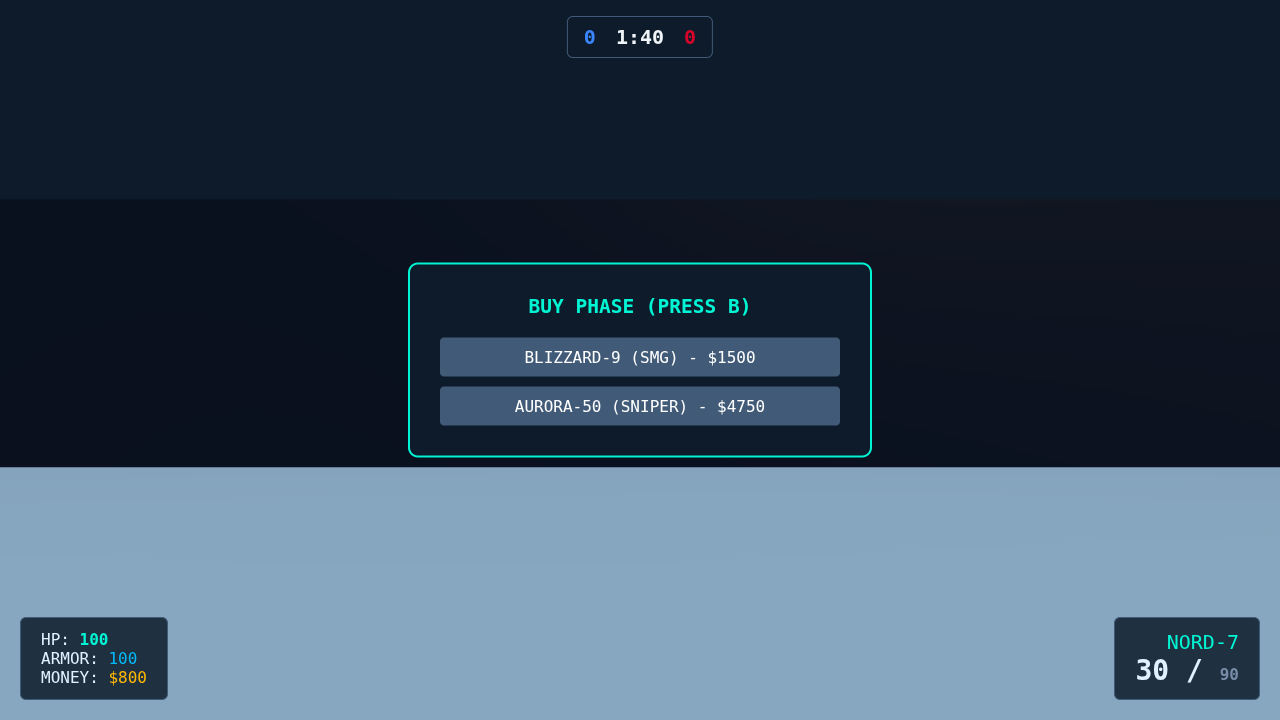 0 1:40 0
BUY PHASE (PRESS B)
BLIZZARD-9 (SMG) - $1500
AURORA-50 (SNIPER) - $4750
HP: 100
ARMOR: 100
MONEY: $800
NORD-7
30 / 90